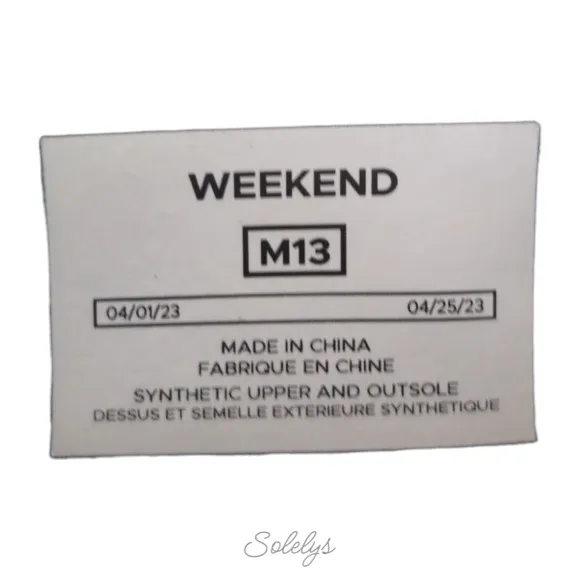 WEEKEND
M13
04/01/23 04/25/23
MADE IN CHINA
FABRIQUE EN CHINE
SYNTHETIC UPPER AND OUTSOLE
DESSUS ET SEMELLE EXTERIEURE SYNTHETIQUE
Solelys